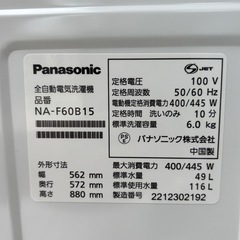 Panasonic
全自動電気洗濯機
品番
NA-F60B15
外形寸法
幅 562 mm
奥行 572 mm
高さ 880 mm
JET
定格電圧 100 V
定格周波数 50/60 Hz
電動機定格消費電力 400/445 W
定格時間 洗いのみ 10 分
標準洗濯容量 6.0 kg
PS E パナソニック株式会社
中国製
最大消費電力 400/445 W
標準水量 49 L
標準使用水量 116 L
製造番号 2212302192